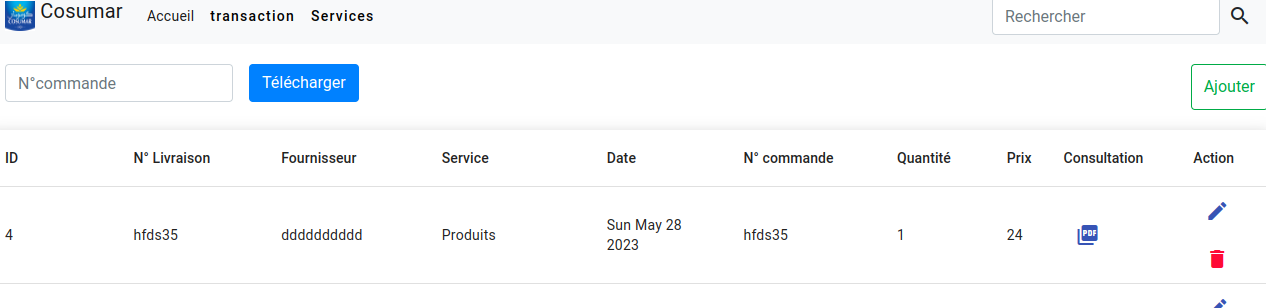 Cosumar Accueil transaction Services Rechercher
COSUMAR
N°commande Télécharger Ajouter
ID N° Livraison Fournisseur Service Date N° commande Quantité Prix Consultation Action
4 hfds35 dddddddddd Produits Sun May 28 2023 hfds35 1 24 PDF